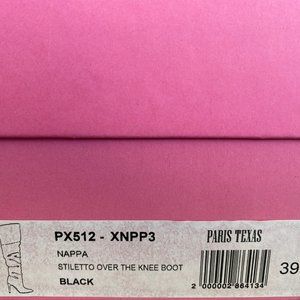 PX512 - XNPP3
NAPPA
STILETTO OVER THE KNEE BOOT
BLACK
PARIS TEXAS
2 000002 864134
39